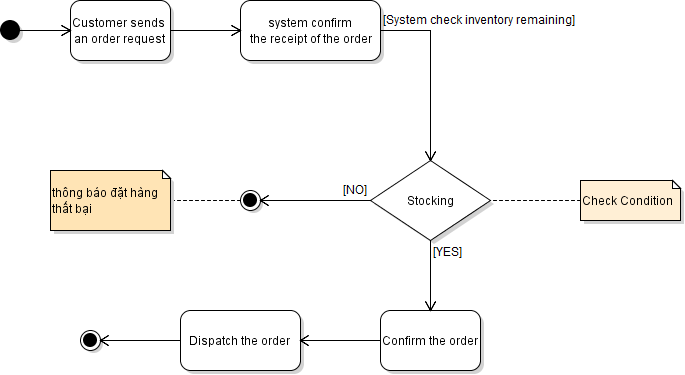 Customer sends
an order request
system confirm
the receipt of the order
[System check inventory remaining]
thông báo đặt hàng
thất bại
[NO]
Stocking
Check Condition
[YES]
Dispatch the order
Confirm the order